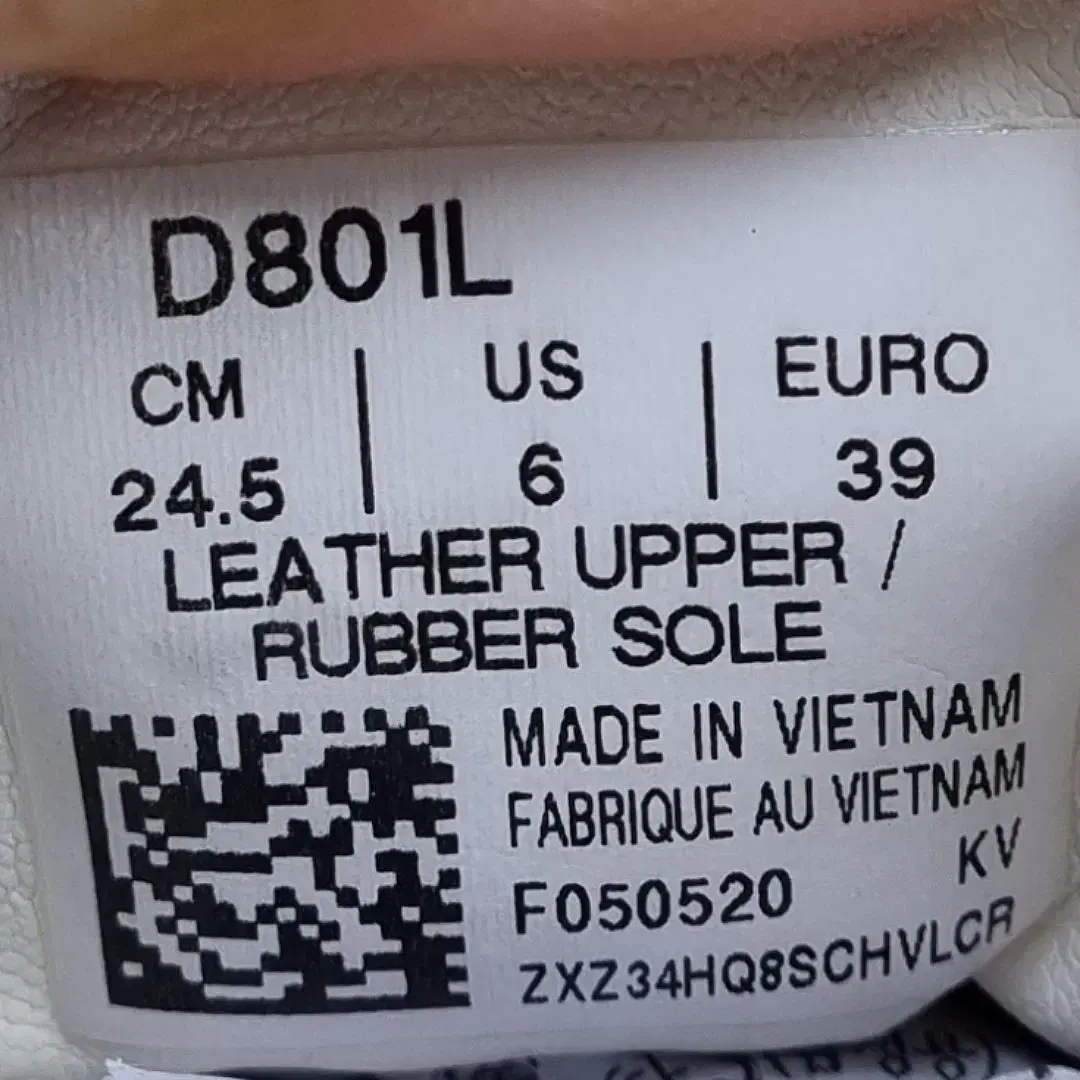 D801L
CM | US | EURO
24.5 | 6 | 39
LEATHER UPPER /
RUBBER SOLE
MADE IN VIETNAM
FABRIQUE AU VIETNAM
KV
F050520
ZXZ34HQ8SCHVLCR